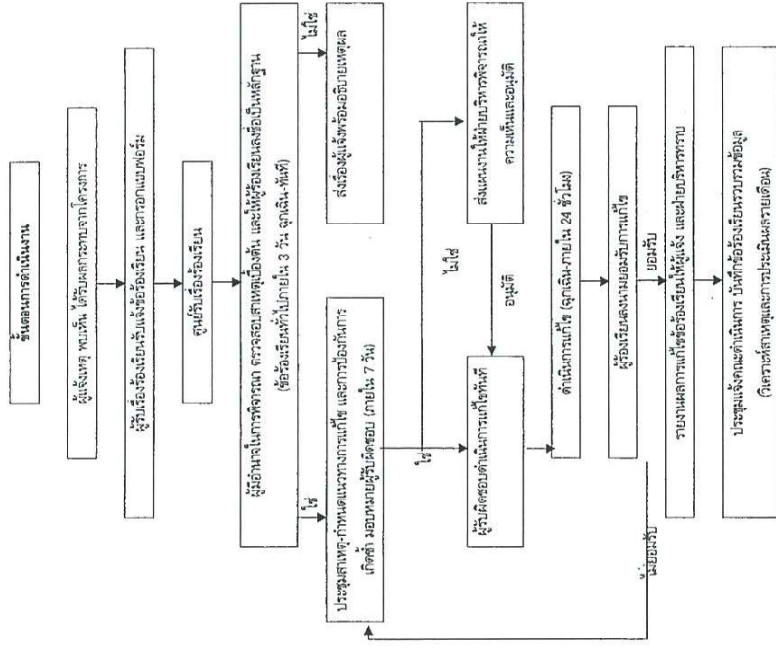 ขั้นตอนการดำเนินงาน
ผู้แจ้งเหตุ พบเห็น ได้รับผลกระทบจากโครงการ
ผู้รับเรื่องร้องเรียนรับแจ้งข้อร้องเรียน และกรอกแบบฟอร์ม
ศูนย์รับเรื่องร้องเรียน
ผู้มีอำนาจในการพิจารณา ตรวจสอบสาเหตุเบื้องต้น และให้ผู้ร้องเรียนลงชื่อเป็นหลักฐาน
(ข้อร้องเรียนทั่วไปภายใน 3 วัน ฉุกเฉิน-ทันที)
ใช่
ไม่ใช่
ประชุมสาเหตุ-กำหนดแนวทางการแก้ไข และการป้องกันการ
เกิดซ้ำ มอบหมายผู้รับผิดชอบ (ภายใน 7 วัน)
ส่งเรื่องผู้แจ้งพร้อมอธิบายเหตุผล
ใช่
ไม่ใช่
ผู้รับผิดชอบดำเนินการแก้ไขทันที
อนุมัติ
ส่งแผนงานให้ฝ่ายบริหารพิจารณาให้
ความเห็นและอนุมัติ
ดำเนินการแก้ไข (ฉุกเฉิน-ภายใน 24 ชั่วโมง)
ผู้ร้องเรียนลงนามยอมรับการแก้ไข
ไม่ยอมรับ
ยอมรับ
รายงานผลการแก้ไขข้อร้องเรียนให้ผู้แจ้ง และฝ่ายบริหารทราบ
ประชุมแจ้งคณะดำเนินการ บันทึกข้อร้องเรียนรวบรวมข้อมูล
(วิเคราะห์สาเหตุและการประเมินผลรายเดือน)